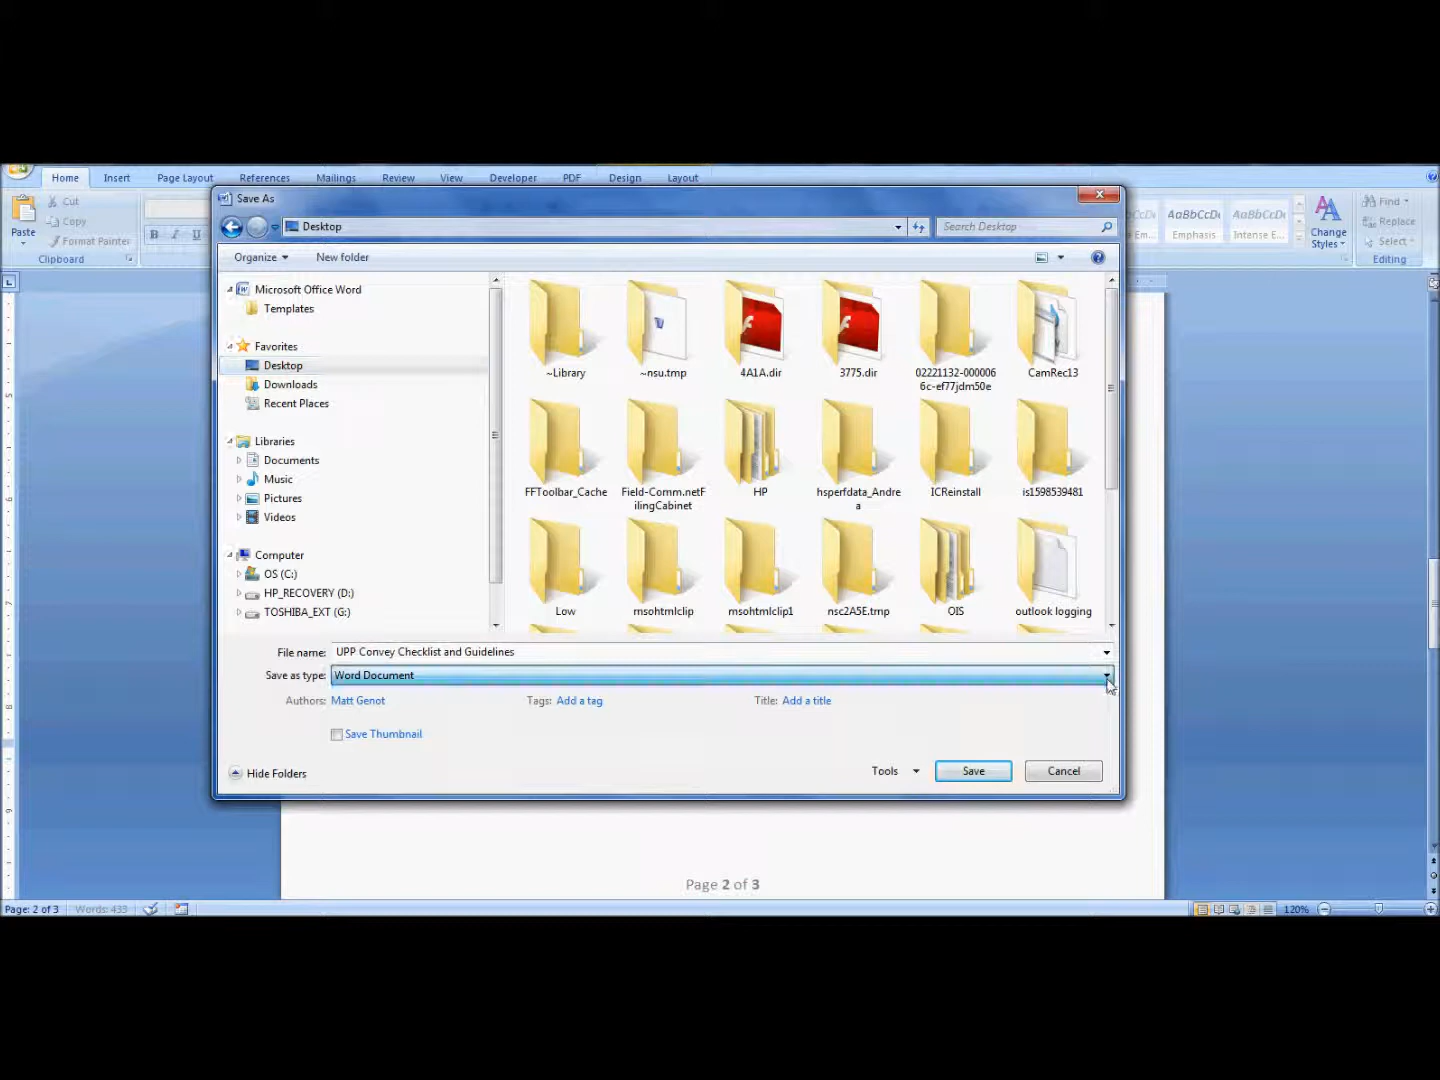 Home Insert Page Layout References Mailings Review View Developer PDF Design Layout
Save As
Cut
Copy
Format Painter
Paste
B I U
Clipboard
Desktop
Search Desktop
AaBbCcDc AaBbCcDc
Emphasis Intense E...
Change
Styles
Find
Replace
Select
Editing
Organize New folder
Microsoft Office Word
Templates
Favorites
Desktop
Downloads
Recent Places
Libraries
Documents
Music
Pictures
Videos
Computer
OS (C:)
HP_RECOVERY (D:)
TOSHIBA_EXT (G:)
~Library ~nsu.tmp 4A1A.dir 3775.dir 02221132-000006c-ef77jdm50e CamRec13
FFToolbar_Cache Field-Comm.netFilingCabinet HP hsperfdata_Andrea ICReinstall is1598539481
Low msohtmlclip msohtmlclip1 nsc2A5E.tmp OIS outlook logging
File name: UPP Convey Checklist and Guidelines
Save as type: Word Document
Authors: Matt Genot Tags: Add a tag Title: Add a title
Save Thumbnail
Hide Folders Tools Save Cancel
Page 2 of 3
Page: 2 of 3 Words: 433 120%